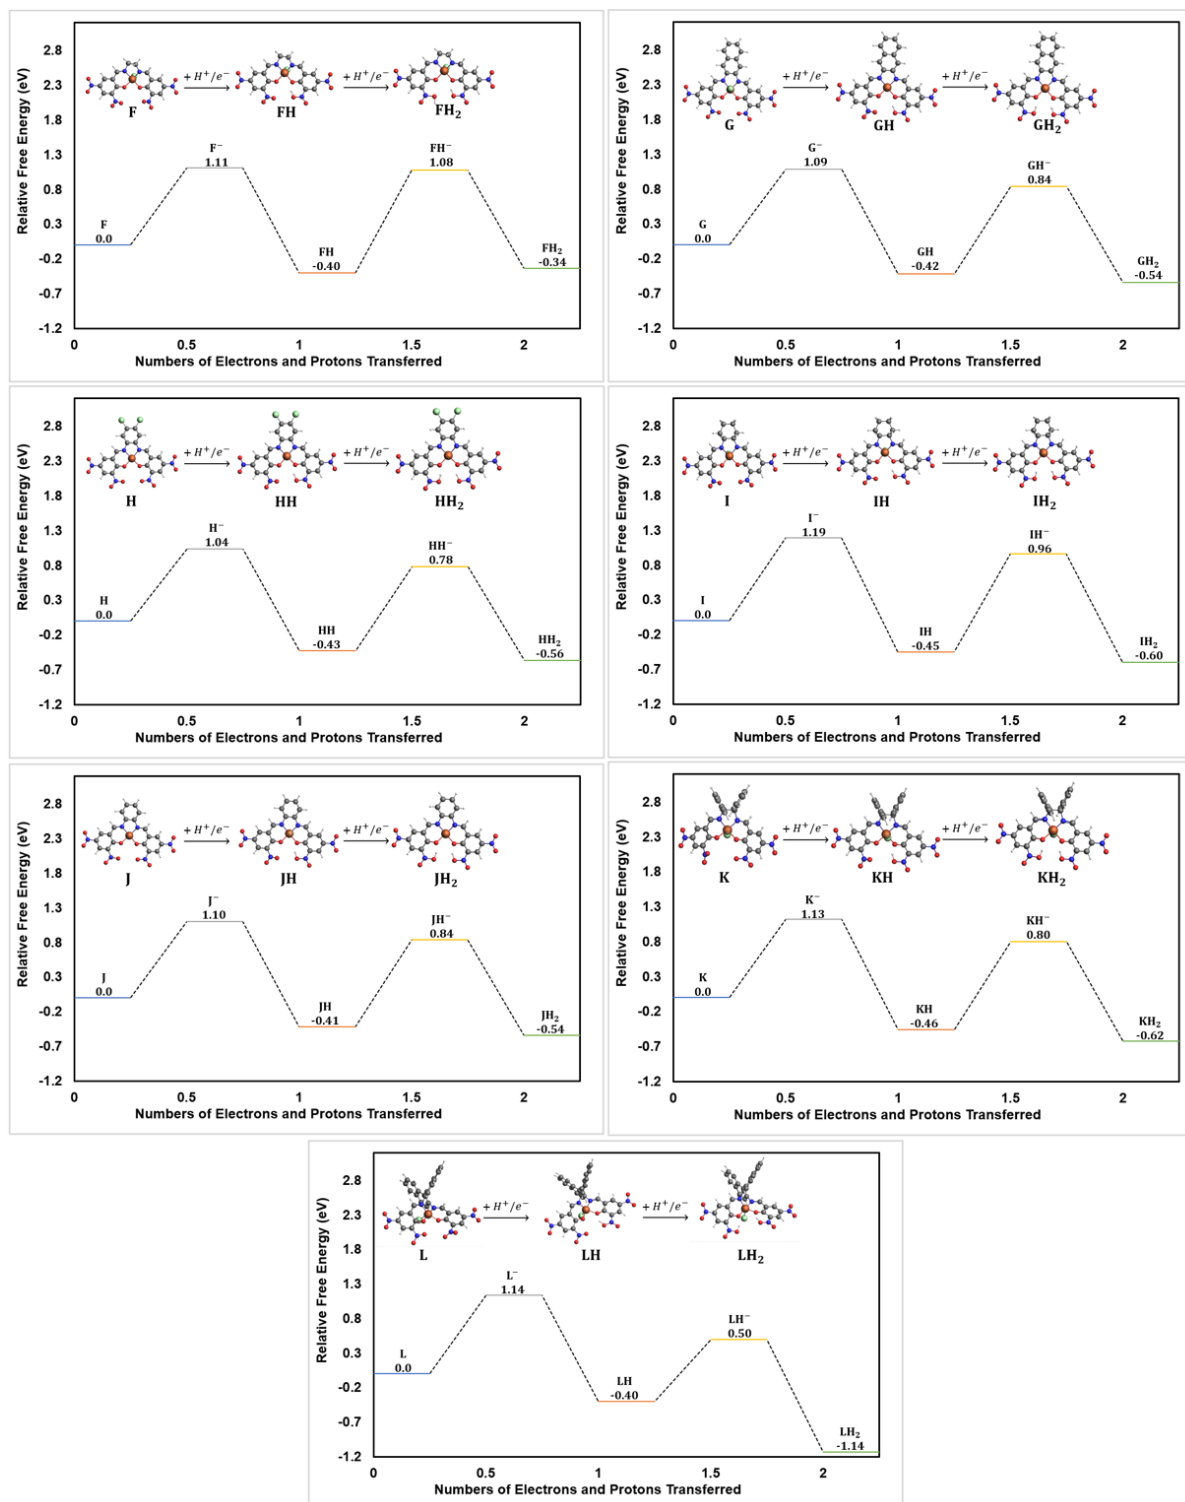 Relative Free Energy (eV)
2.8
2.3
1.8
1.3
0.8
0.3
-0.2
-0.7
-1.2
+ H⁺/e⁻
+ H⁺/e⁻
F
FH
FH₂
F⁻
1.11
FH⁻
1.08
F
0.0
FH
-0.40
FH₂
-0.34
0 0.5 1 1.5 2
Numbers of Electrons and Protons Transferred
Relative Free Energy (eV)
2.8
2.3
1.8
1.3
0.8
0.3
-0.2
-0.7
-1.2
+ H⁺/e⁻
+ H⁺/e⁻
G
GH
GH₂
G⁻
1.09
GH⁻
0.84
G
0.0
GH
-0.42
GH₂
-0.54
0 0.5 1 1.5 2
Numbers of Electrons and Protons Transferred
Relative Free Energy (eV)
2.8
2.3
1.8
1.3
0.8
0.3
-0.2
-0.7
-1.2
+ H⁺/e⁻
+ H⁺/e⁻
H
HH
HH₂
H⁻
1.04
HH⁻
0.78
H
0.0
HH
-0.43
HH₂
-0.56
0 0.5 1 1.5 2
Numbers of Electrons and Protons Transferred
Relative Free Energy (eV)
2.8
2.3
1.8
1.3
0.8
0.3
-0.2
-0.7
-1.2
+ H⁺/e⁻
+ H⁺/e⁻
I
IH
IH₂
I⁻
1.19
IH⁻
0.96
I
0.0
IH
-0.45
IH₂
-0.60
0 0.5 1 1.5 2
Numbers of Electrons and Protons Transferred
Relative Free Energy (eV)
2.8
2.3
1.8
1.3
0.8
0.3
-0.2
-0.7
-1.2
+ H⁺/e⁻
+ H⁺/e⁻
J
JH
JH₂
J⁻
1.10
JH⁻
0.84
J
0.0
JH
-0.41
JH₂
-0.54
0 0.5 1 1.5 2
Numbers of Electrons and Protons Transferred
Relative Free Energy (eV)
2.8
2.3
1.8
1.3
0.8
0.3
-0.2
-0.7
-1.2
+ H⁺/e⁻
+ H⁺/e⁻
K
KH
KH₂
K⁻
1.13
KH⁻
0.80
K
0.0
KH
-0.46
KH₂
-0.62
0 0.5 1 1.5 2
Numbers of Electrons and Protons Transferred
Relative Free Energy (eV)
2.8
2.3
1.8
1.3
0.8
0.3
-0.2
-0.7
-1.2
+ H⁺/e⁻
+ H⁺/e⁻
L
LH
LH₂
L⁻
1.14
LH⁻
0.50
L
0.0
LH
-0.40
LH₂
-1.14
0 0.5 1 1.5 2
Numbers of Electrons and Protons Transferred